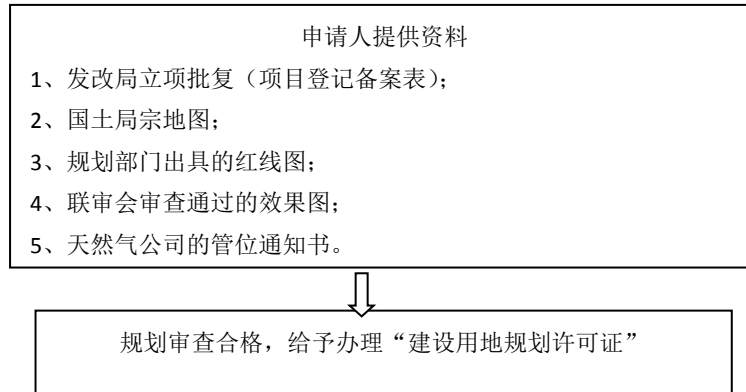 申请人提供资料
1、发改局立项批复（项目登记备案表）；
2、国土局宗地图；
3、规划部门出具的红线图；
4、联审会审查通过的效果图；
5、天然气公司的管位通知书。
规划审查合格，给予办理“建设用地规划许可证”